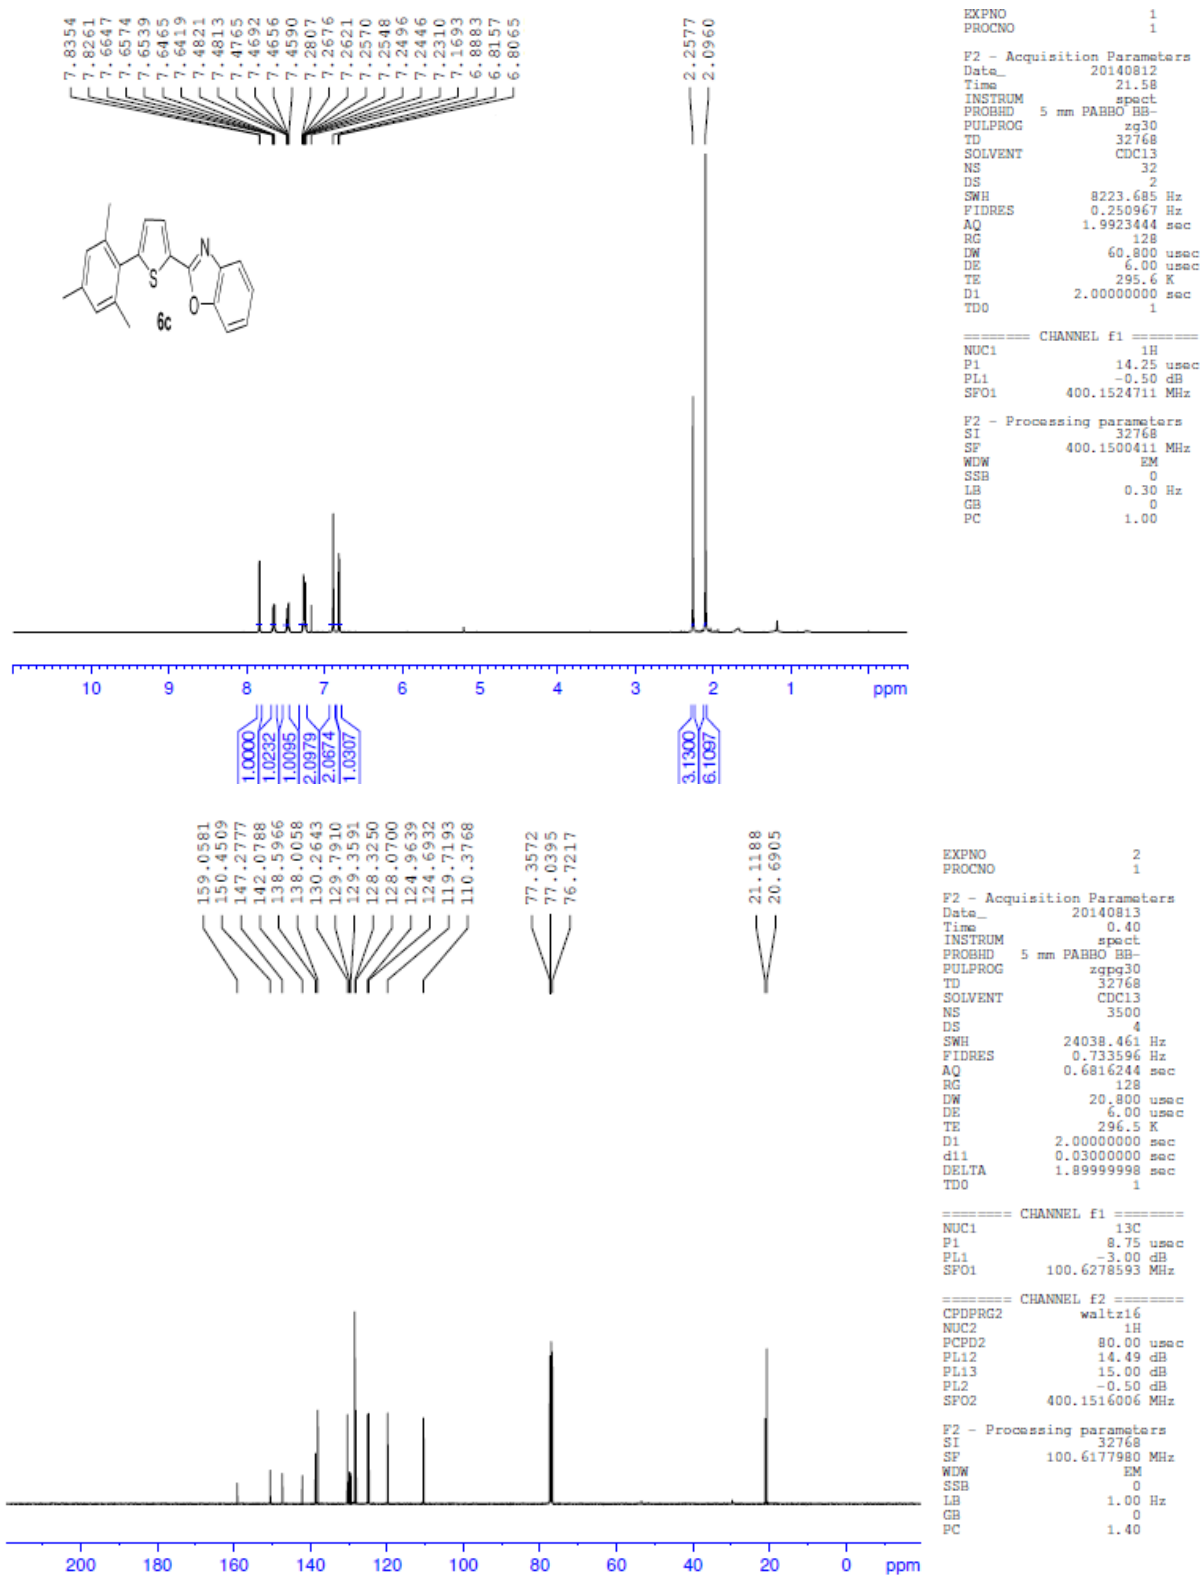 7.8354
7.8261
7.6647
7.6574
7.6539
7.6465
7.6419
7.4821
7.4813
7.4765
7.4692
7.4656
7.4590
7.2807
7.2676
7.2621
7.2570
7.2548
7.2496
7.2446
7.2310
7.1693
6.8883
6.8157
6.8065
2.2577
2.0960
N
S
O
6c
10 9 8 7 6 5 4 3 2 1 ppm
1.0000
1.0232
1.0095
2.0979
2.0674
1.0307
3.1300
6.1097
EXPNO 1
PROCNO 1
F2 - Acquisition Parameters
Date_ 20140812
Time 21.58
INSTRUM spect
PROBHD 5 mm PABBO BB-
PULPROG zg30
TD 32768
SOLVENT CDCl3
NS 32
DS 2
SWH 8223.685 Hz
FIDRES 0.250967 Hz
AQ 1.9923444 sec
RG 128
DW 60.800 usec
DE 6.00 usec
TE 295.6 K
D1 2.00000000 sec
TD0 1
======== CHANNEL f1 ========
NUC1 1H
P1 14.25 usec
PL1 -0.50 dB
SFO1 400.1524711 MHz
F2 - Processing parameters
SI 32768
SF 400.1500411 MHz
WDW EM
SSB 0
LB 0.30 Hz
GB 0
PC 1.00
159.0581
150.4509
147.2777
142.0788
138.5966
138.0058
130.2643
129.7910
129.3591
128.3250
128.0700
124.9639
124.6932
119.7193
110.3768
77.3572
77.0395
76.7217
21.1188
20.6905
200 180 160 140 120 100 80 60 40 20 0 ppm
EXPNO 2
PROCNO 1
F2 - Acquisition Parameters
Date_ 20140813
Time 0.40
INSTRUM spect
PROBHD 5 mm PABBO BB-
PULPROG zgpg30
TD 32768
SOLVENT CDCl3
NS 3500
DS 4
SWH 24038.461 Hz
FIDRES 0.733596 Hz
AQ 0.6816244 sec
RG 128
DW 20.800 usec
DE 6.00 usec
TE 296.5 K
D1 2.00000000 sec
d11 0.03000000 sec
DELTA 1.89999998 sec
TD0 1
======== CHANNEL f1 ========
NUC1 13C
P1 8.75 usec
PL1 -3.00 dB
SFO1 100.6278593 MHz
======== CHANNEL f2 ========
CPDPRG2 waltz16
NUC2 1H
PCPD2 80.00 usec
PL12 14.49 dB
PL13 15.00 dB
PL2 -0.50 dB
SFO2 400.1516006 MHz
F2 - Processing parameters
SI 32768
SF 100.6177980 MHz
WDW EM
SSB 0
LB 1.00 Hz
GB 0
PC 1.40